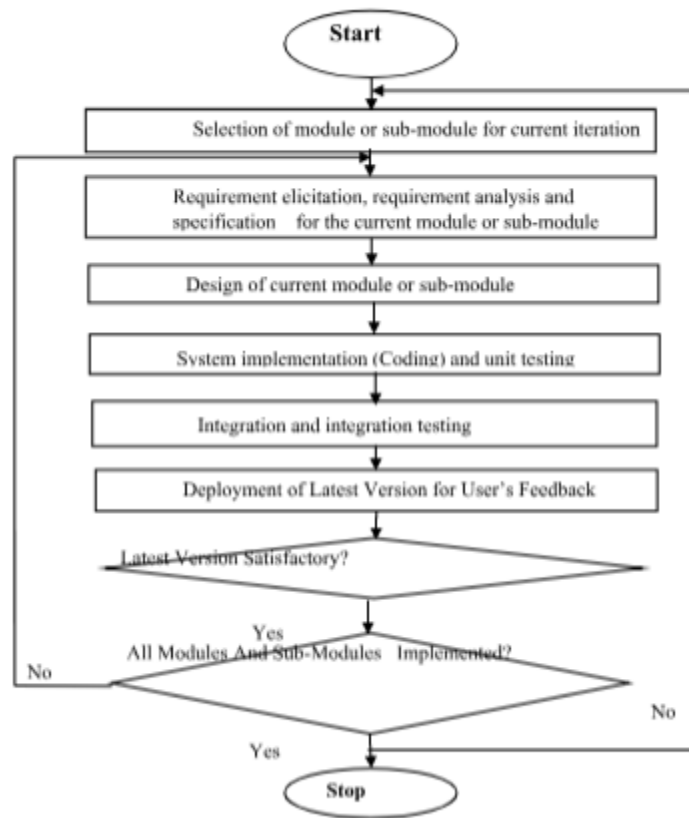 Start
Selection of module or sub-module for current iteration
Requirement elicitation, requirement analysis and
specification for the current module or sub-module
Design of current module or sub-module
System implementation (Coding) and unit testing
Integration and integration testing
Deployment of Latest Version for User's Feedback
Latest Version Satisfactory?
Yes
All Modules And Sub-Modules Implemented?
No
No
Yes
Stop